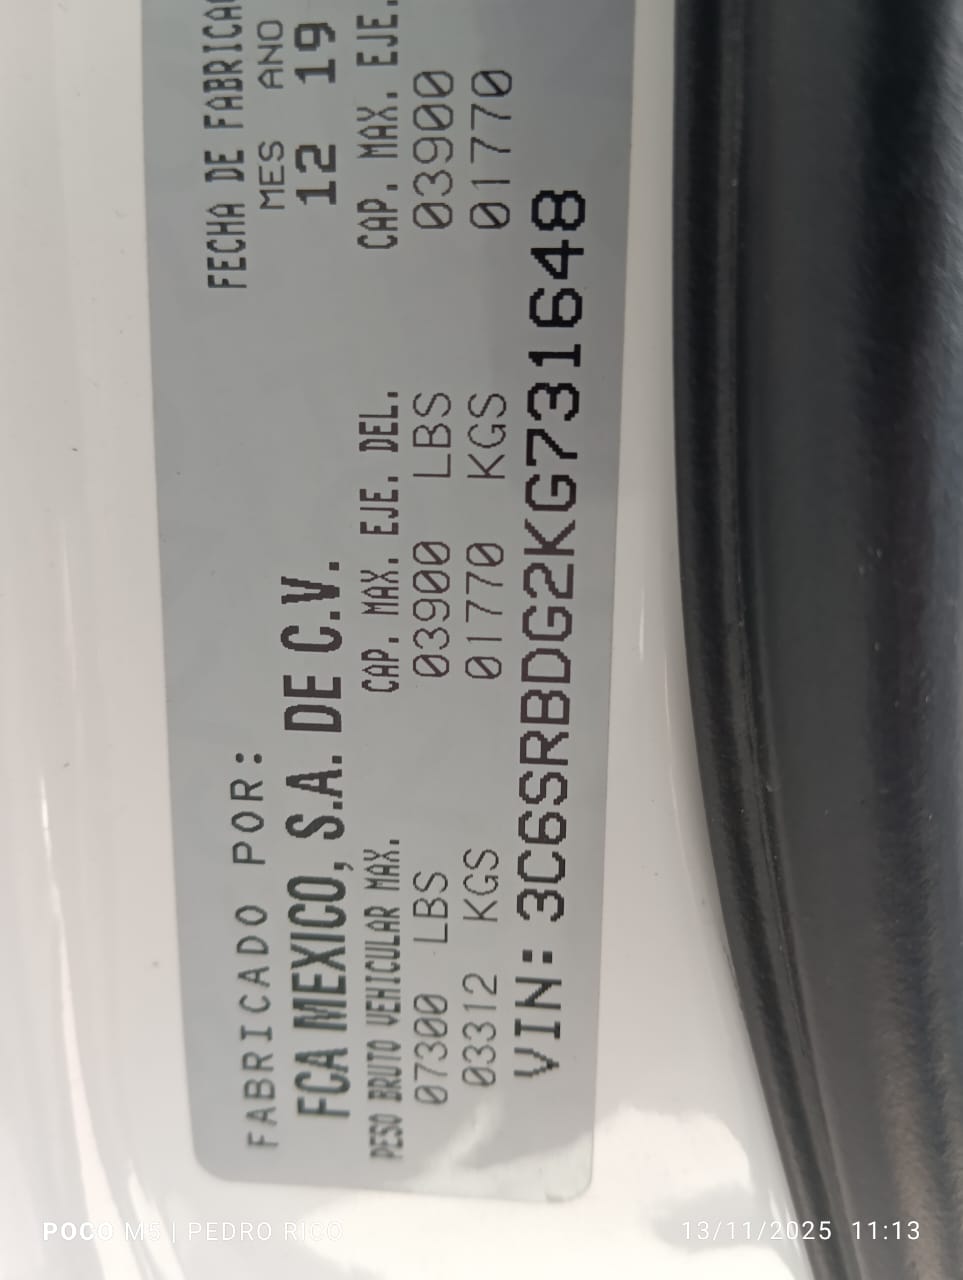 FABRICADO POR:
FCA MEXICO, S.A. DE C.V.
FECHA DE FABRICA
MES ANO
12 19
PESO BRUTO VEHICULAR MAX.
07300 LBS
03312 KGS
CAP. MAX. EJE. DEL.
03900 LBS
01770 KGS
CAP. MAX. EJE.
03900
01770
VIN: 3C6SRBDG2KG731648
POCO M5 | PEDRO RICO
13/11/2025 11:13